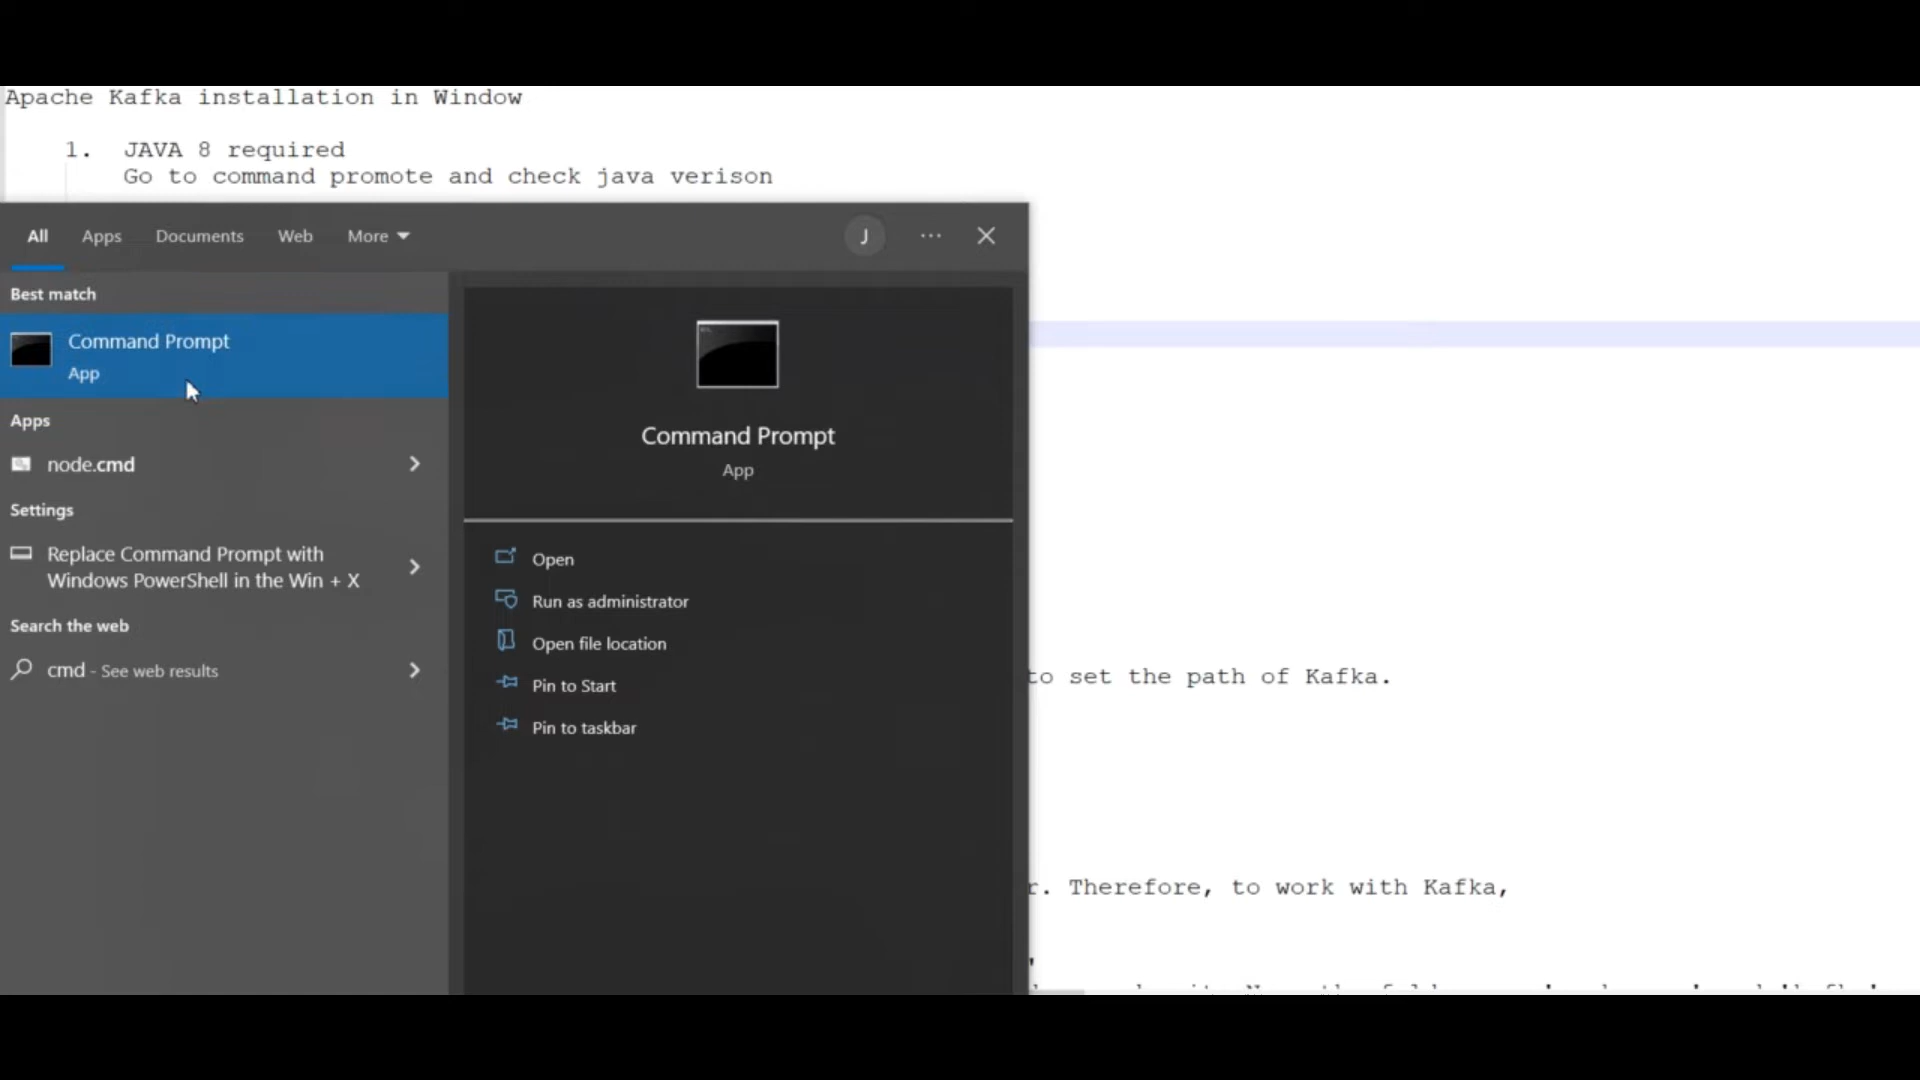 Apache Kafka installation in Window
1. JAVA 8 required
Go to command promote and check java verison
All Apps Documents Web More J
Best match
Command Prompt
App
Apps
node.cmd
Settings
Replace Command Prompt with
Windows PowerShell in the Win + X
Search the web
cmd - See web results
Command Prompt
App
Open
Run as administrator
Open file location
Pin to Start
Pin to taskbar
to set the path of Kafka.
r. Therefore, to work with Kafka,